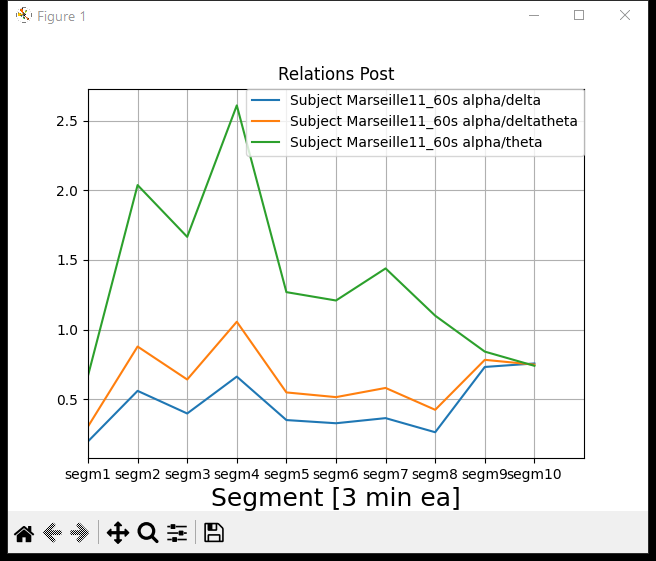 Figure 1
Relations Post
Subject Marseille11_60s alpha/delta
Subject Marseille11_60s alpha/deltatheta
Subject Marseille11_60s alpha/theta
2.5
2.0
1.5
1.0
0.5
segm1 segm2 segm3 segm4 segm5 segm6 segm7 segm8 segm9 segm10
Segment [3 min ea]